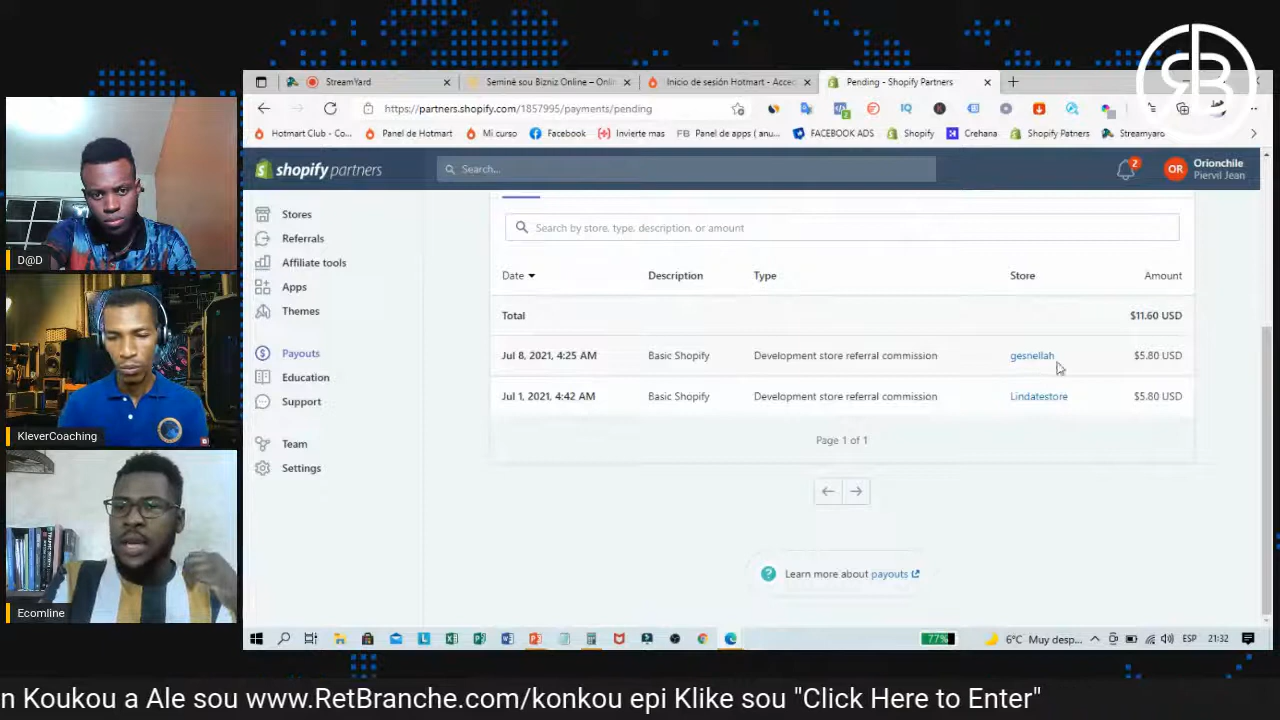 StreamYard
Seminè sou Bizniz Online – Onlin
Inicio de sesión Hotmart - Acce
Pending - Shopify Partners
https://partners.shopify.com/1857995/payments/pending
Hotmart Club - Co...
Panel de Hotmart
Mi curso
Facebook
Invierte mas
Panel de apps ( anu...
FACEBOOK ADS
Shopify
Crehana
Shopify Patners
Streamyaro
shopify partners
Search...
2
OR
Orionchile
Piervil Jean
Stores
Referrals
Affiliate tools
Apps
Themes
Payouts
Education
Support
Team
Settings
Search by store, type, description, or amount
Date Description Type Store Amount
Total $11.60 USD
Jul 8, 2021, 4:25 AM Basic Shopify Development store referral commission gesnellah $5.80 USD
Jul 1, 2021, 4:42 AM Basic Shopify Development store referral commission Lindatestore $5.80 USD
Page 1 of 1
Learn more about payouts
D@D
KleverCoaching
Ecomline
77%
6°C Muy desp...
ESP
21:32
n Koukou a Ale sou www.RetBranche.com/konkou epi Klike sou "Click Here to Enter"